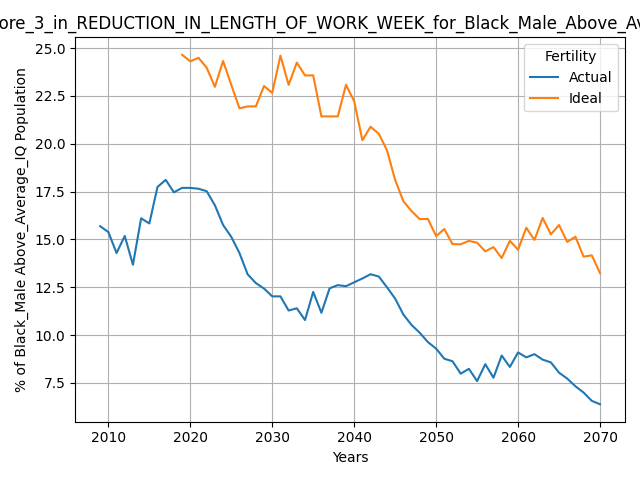 ore_3_in_REDUCTION_IN_LENGTH_OF_WORK_WEEK_for_Black_Male_Above_Av
% of Black_Male Above_Average_IQ Population
25.0
22.5
20.0
17.5
15.0
12.5
10.0
7.5
Fertility
Actual
Ideal
2010 2020 2030 2040 2050 2060 2070
Years